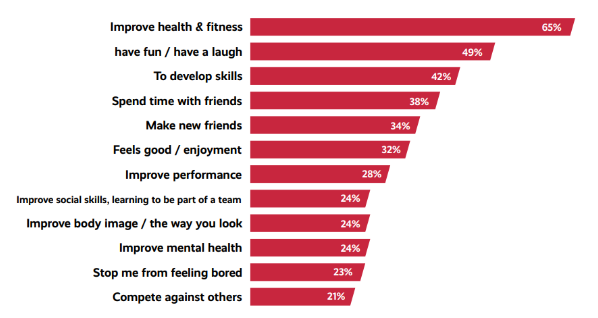 Improve health & fitness 65%
have fun / have a laugh 49%
To develop skills 42%
Spend time with friends 38%
Make new friends 34%
Feels good / enjoyment 32%
Improve performance 28%
Improve social skills, learning to be part of a team 24%
Improve body image / the way you look 24%
Improve mental health 24%
Stop me from feeling bored 23%
Compete against others 21%